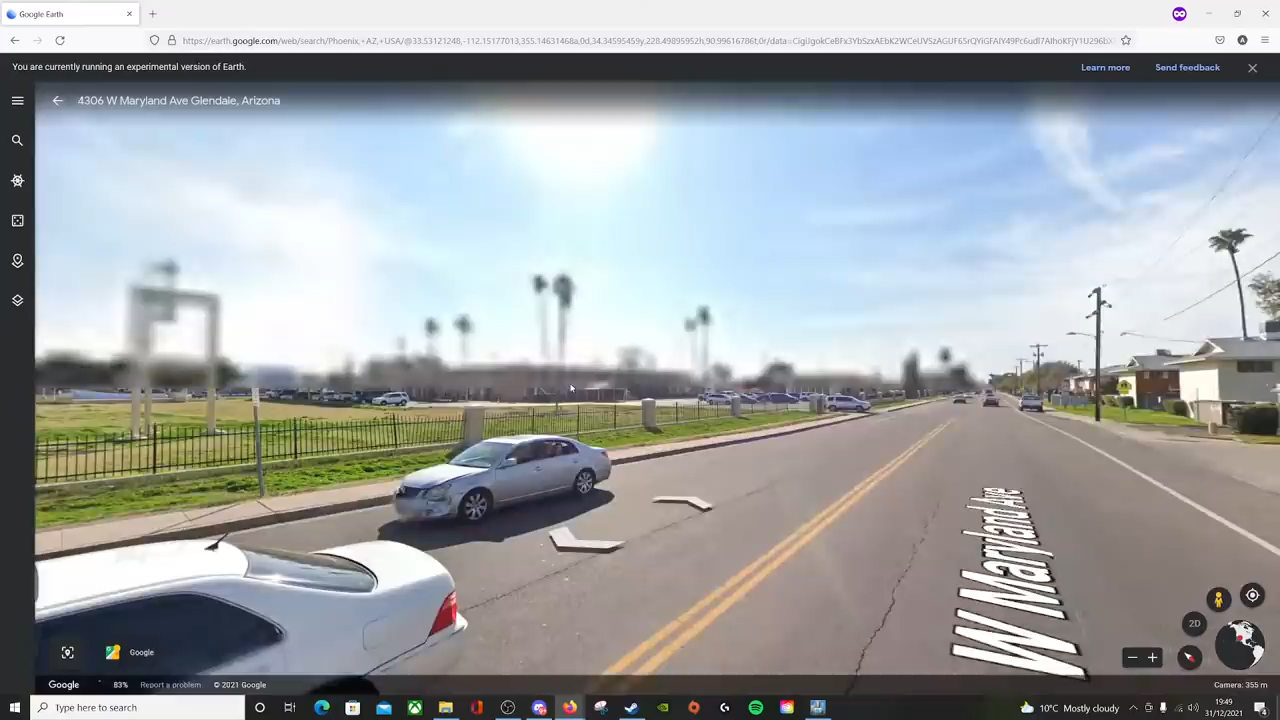 Google Earth
https://earth.google.com/web/search/Phoenix,+AZ,+USA/@33.53121248,-112.15177013,355.14631468a,0d,34.34595459y,228.49895952h,90.99616786t,0r/data=
You are currently running an experimental version of Earth.
Learn more
Send feedback
4306 W Maryland Ave Glendale, Arizona
W Maryland Ave
Google
2D
Google
83%
Report a problem
© 2021 Google
Camera: 355 m
Type here to search
10°C Mostly cloudy
19:49
31/12/2021
4